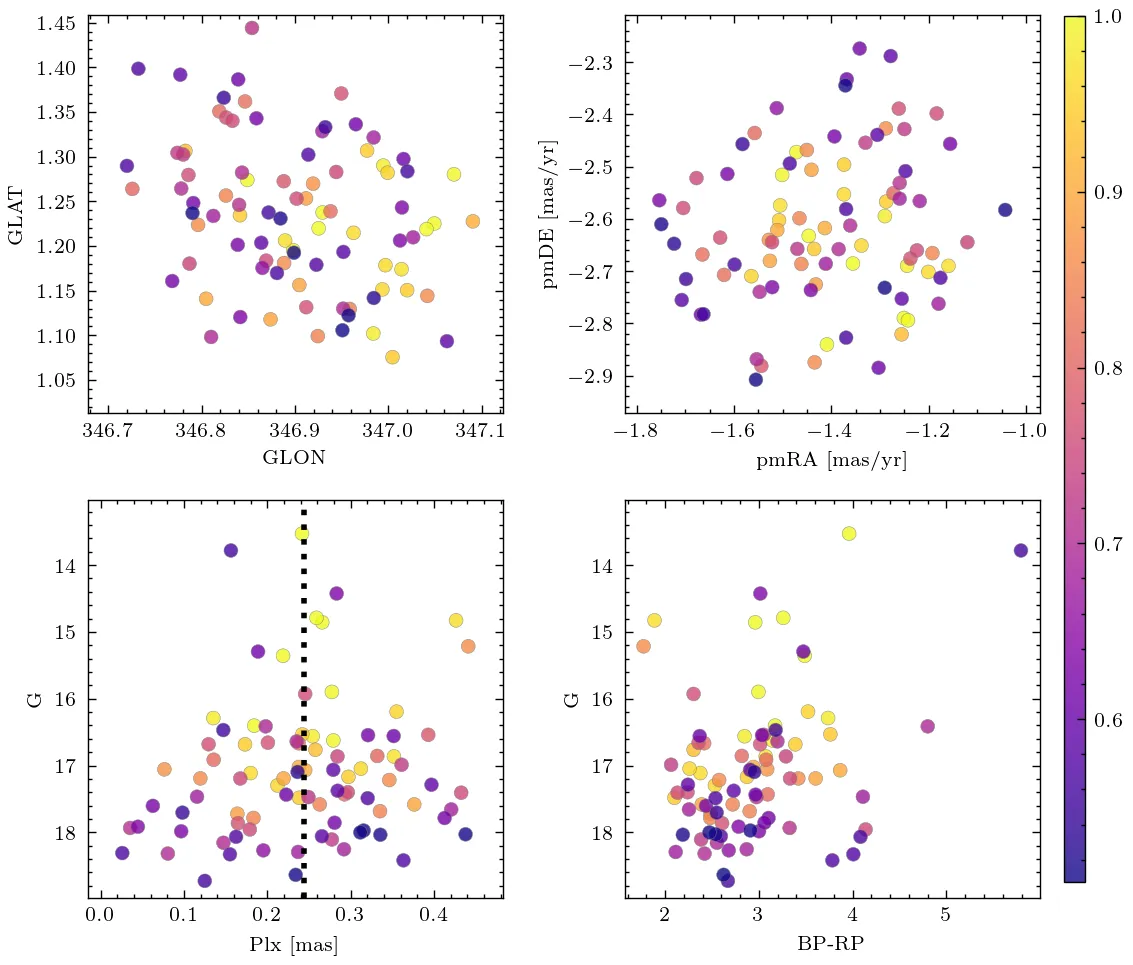 1.45
1.40
1.35
1.30
1.25
1.20
1.15
1.10
1.05
GLAT
346.7 346.8 346.9 347.0 347.1
GLON
−2.3
−2.4
−2.5
−2.6
−2.7
−2.8
−2.9
pmDE [mas/yr]
−1.8 −1.6 −1.4 −1.2 −1.0
pmRA [mas/yr]
1.0
0.9
0.8
0.7
0.6
14
15
16
17
18
G
0.0 0.1 0.2 0.3 0.4
Plx [mas]
14
15
16
17
18
G
2 3 4 5
BP-RP